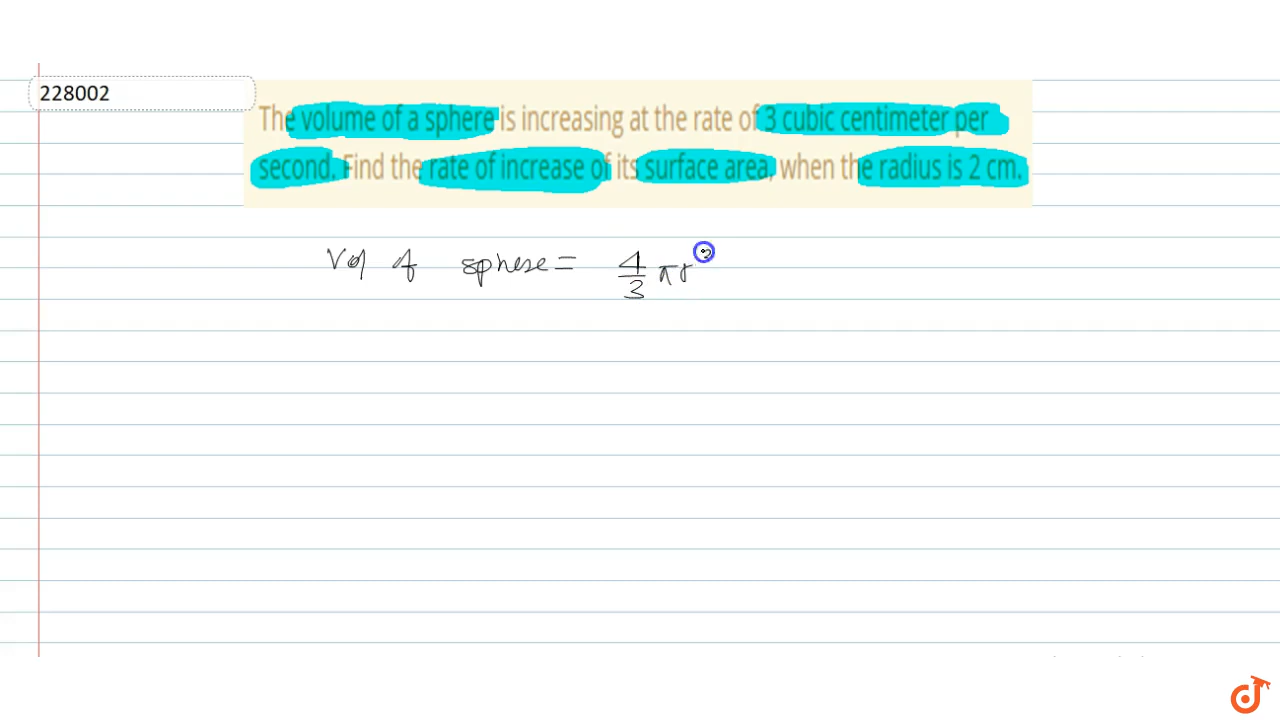 228002
The volume of a sphere is increasing at the rate of 3 cubic centimeter per
second. Find the rate of increase of its surface area, when the radius is 2 cm.
Vol of sphere = 4/3 πr³